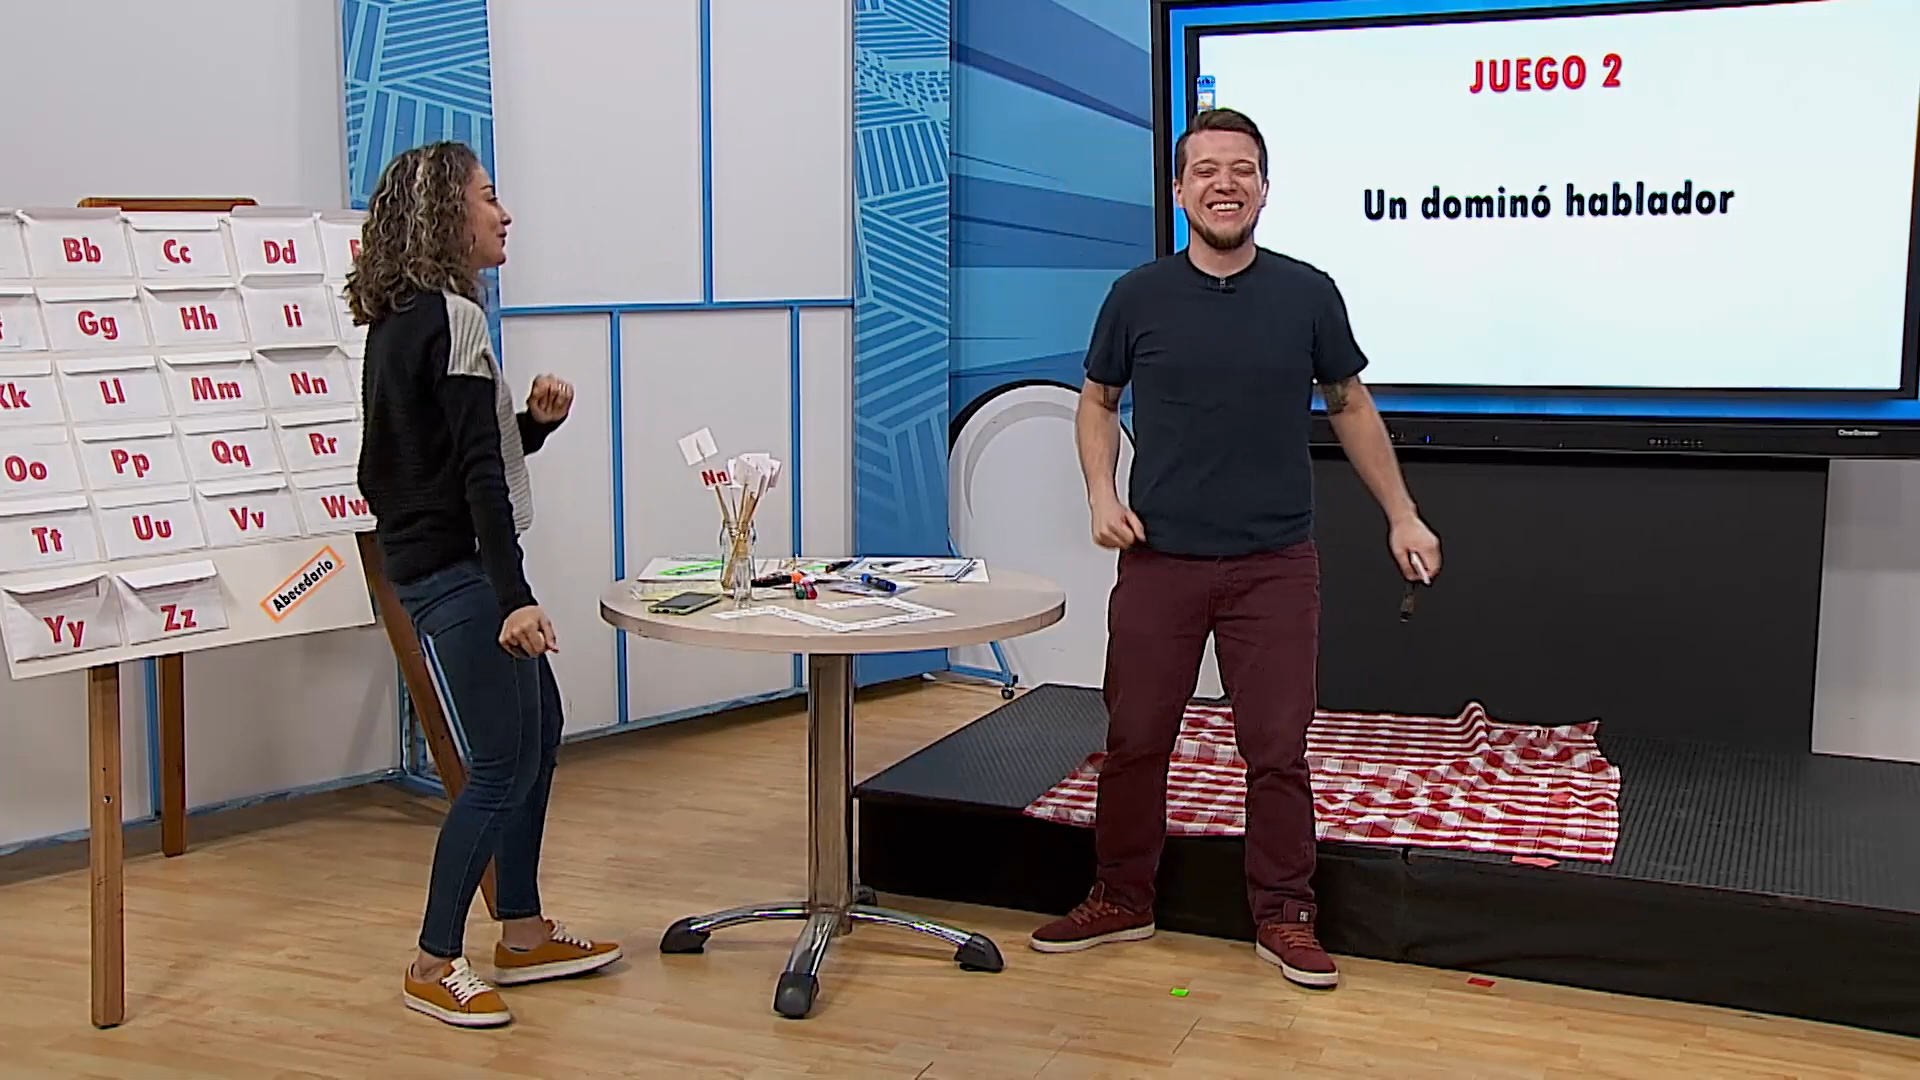 JUEGO 2
Un dominó hablador
Bb Cc Dd
Gg Hh Ii
Kk Ll Mm Nn
Oo Pp Qq Rr
Tt Uu Vv Ww
Yy Zz
Abecedario
Nn
OneScreen